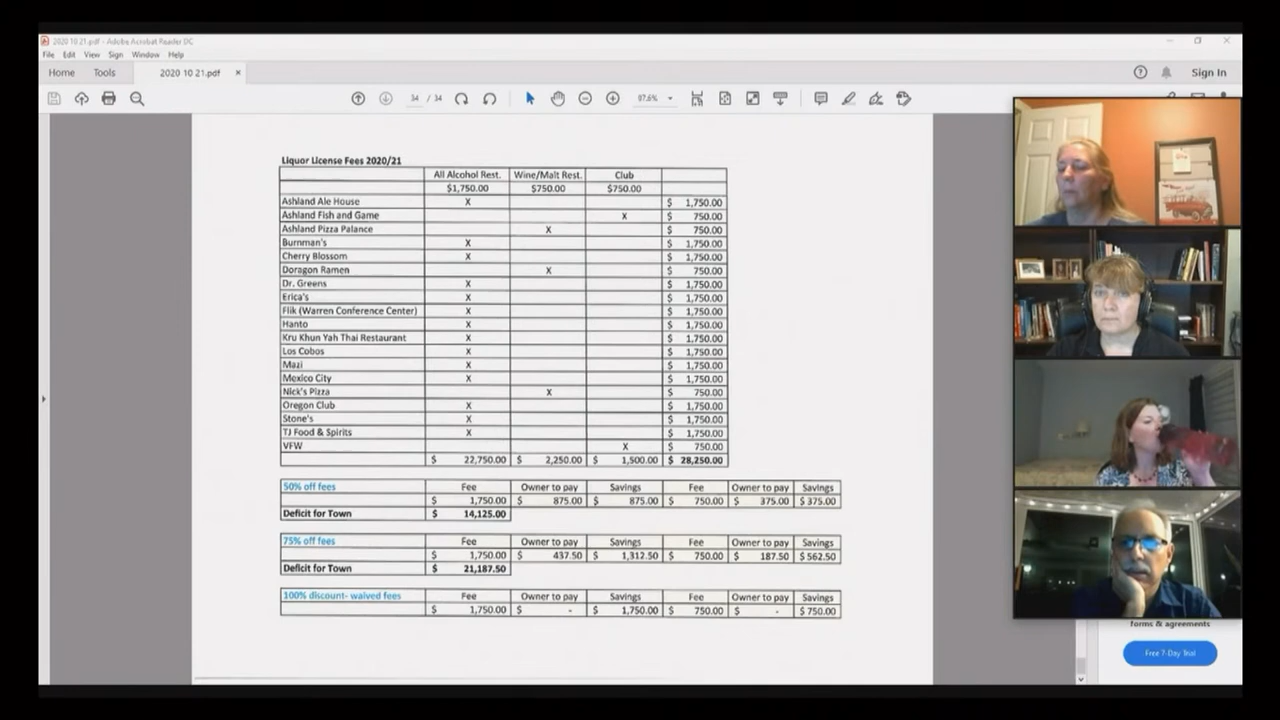 2020 10 21.pdf - Adobe Acrobat Reader DC
File Edit View Sign Window Help
Home Tools 2020 10 21.pdf × Sign In
34 / 34 87.6%
Liquor License Fees 2020/21
All Alcohol Rest. Wine/Malt Rest. Club
$1,750.00 $750.00 $750.00
Ashland Ale House X $ 1,750.00
Ashland Fish and Game X $ 750.00
Ashland Pizza Palance X $ 750.00
Burnman's X $ 1,750.00
Cherry Blossom X $ 1,750.00
Doragon Ramen X $ 750.00
Dr. Greens X $ 1,750.00
Erica's X $ 1,750.00
Flik (Warren Conference Center) X $ 1,750.00
Hanto X $ 1,750.00
Kru Khun Yah Thai Restaurant X $ 1,750.00
Los Cobos X $ 1,750.00
Mazi X $ 1,750.00
Mexico City X $ 1,750.00
Nick's Pizza X $ 750.00
Oregon Club X $ 1,750.00
Stone's X $ 1,750.00
TJ Food & Spirits X $ 1,750.00
VFW X $ 750.00
$ 22,750.00 $ 2,250.00 $ 1,500.00 $ 28,250.00
50% off fees Fee Owner to pay Savings Fee Owner to pay Savings
$ 1,750.00 $ 875.00 $ 875.00 $ 750.00 $ 375.00 $ 375.00
Deficit for Town $ 14,125.00
75% off fees Fee Owner to pay Savings Fee Owner to pay Savings
$ 1,750.00 $ 437.50 $ 1,312.50 $ 750.00 $ 187.50 $ 562.50
Deficit for Town $ 21,187.50
100% discount- waived fees Fee Owner to pay Savings Fee Owner to pay Savings
$ 1,750.00 $ - $ 1,750.00 $ 750.00 $ - $ 750.00
forms & agreements
Free 7-Day Trial